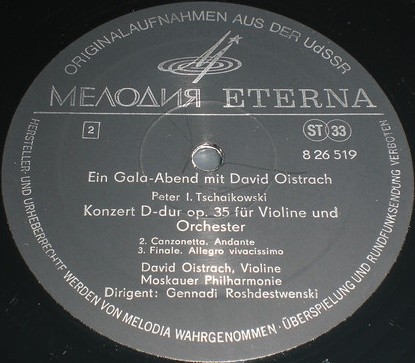 ORIGINALAUFNAHMEN AUS DER UdSSR
МЕЛОДИЯ ETERNA
2
ST 33
8 26 519
Ein Gala-Abend mit David Oistrach
Peter I. Tschaikowski
Konzert D-dur op. 35 für Violine und
Orchester
2. Canzonetta. Andante
3. Finale. Allegro vivacissimo
David Oistrach, Violine
Moskauer Philharmonie
Dirigent: Gennadi Roshdestwenski
HERSTELLER-UND URHEBERRECHTE WERDEN VON MELODIA WAHRGENOMMEN · ÜBERSPIELUNG UND RUNDFUNKSENDUNG VERBOTEN